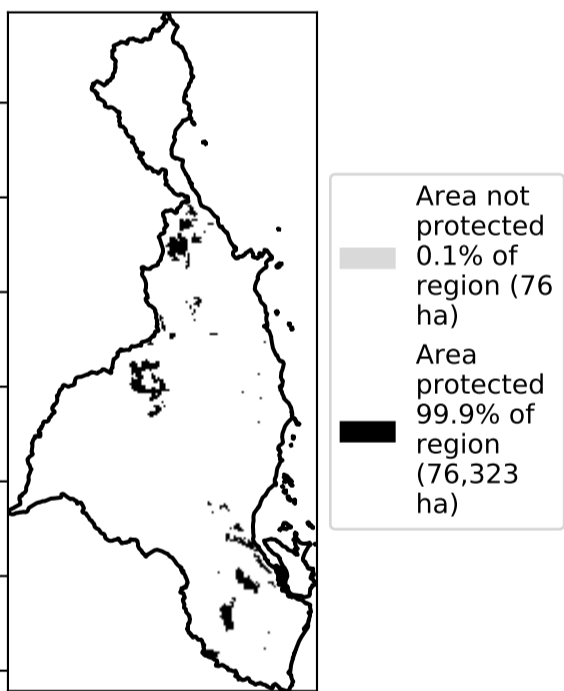 Area not
protected
0.1% of
region (76
ha)
Area
protected
99.9% of
region
(76,323
ha)